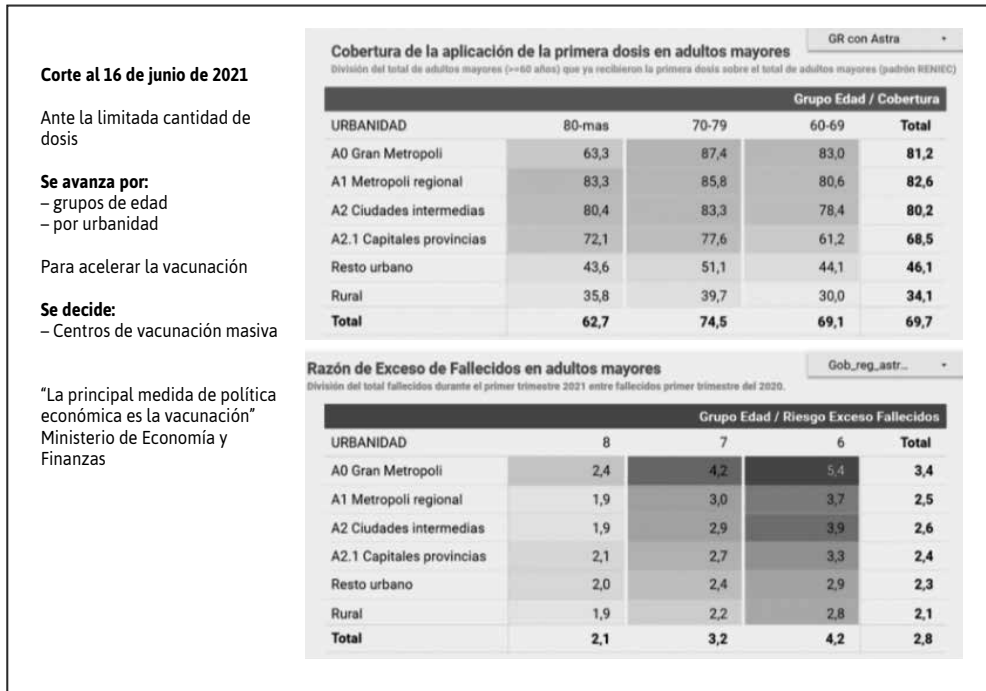 Corte al 16 de junio de 2021
Ante la limitada cantidad de
dosis
Se avanza por:
– grupos de edad
– por urbanidad
Para acelerar la vacunación
Se decide:
– Centros de vacunación masiva
“La principal medida de política
económica es la vacunación”
Ministerio de Economía y
Finanzas
GR con Astra
Cobertura de la aplicación de la primera dosis en adultos mayores
División del total de adultos mayores (>=60 años) que ya recibieron la primera dosis sobre el total de adultos mayores (padrón RENIEC)
Grupo Edad / Cobertura
URBANIDAD 80-mas 70-79 60-69 Total
A0 Gran Metropoli 63,3 87,4 83,0 81,2
A1 Metropoli regional 83,3 85,8 80,6 82,6
A2 Ciudades intermedias 80,4 83,3 78,4 80,2
A2.1 Capitales provincias 72,1 77,6 61,2 68,5
Resto urbano 43,6 51,1 44,1 46,1
Rural 35,8 39,7 30,0 34,1
Total 62,7 74,5 69,1 69,7
Gob_reg_astr...
Razón de Exceso de Fallecidos en adultos mayores
División del total fallecidos durante el primer trimestre 2021 entre fallecidos primer trimestre del 2020.
Grupo Edad / Riesgo Exceso Fallecidos
URBANIDAD 8 7 6 Total
A0 Gran Metropoli 2,4 4,2 5,4 3,4
A1 Metropoli regional 1,9 3,0 3,7 2,5
A2 Ciudades intermedias 1,9 2,9 3,9 2,6
A2.1 Capitales provincias 2,1 2,7 3,3 2,4
Resto urbano 2,0 2,4 2,9 2,3
Rural 1,9 2,2 2,8 2,1
Total 2,1 3,2 4,2 2,8